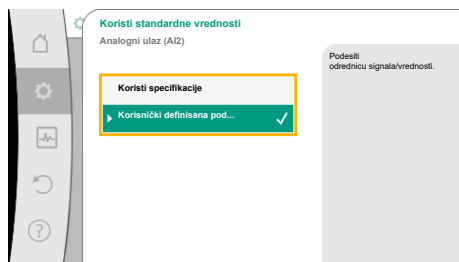 Koristi standardne vrednosti
Analogni ulaz (AI2)
Podesiti
odrednicu signala/vrednosti.
Koristi specifikacije
Korisnički definisana pod...
?